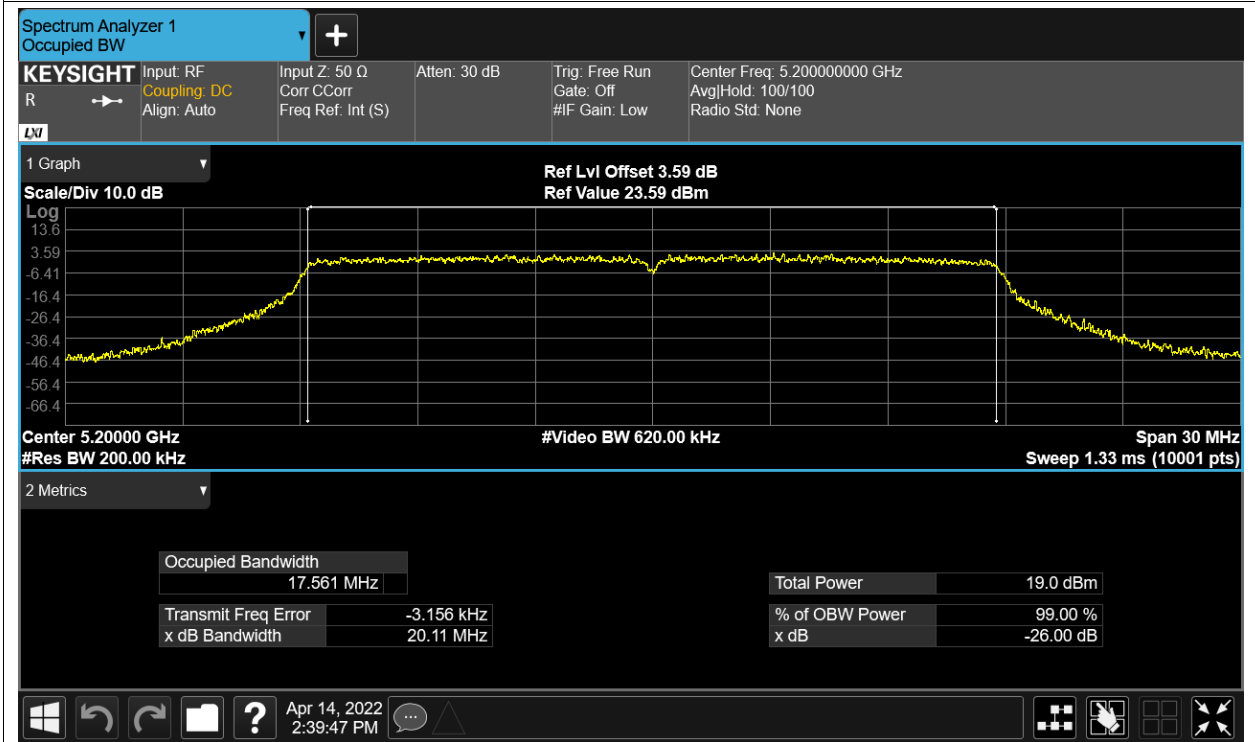 Spectrum Analyzer 1
Occupied BW
+
KEYSIGHT Input: RF Input Z: 50 Ω Atten: 30 dB Trig: Free Run Center Freq: 5.200000000 GHz
R Coupling: DC Corr CCorr Gate: Off Avg|Hold: 100/100
Align: Auto Freq Ref: Int (S) #IF Gain: Low Radio Std: None
LXI
1 Graph
Ref Lvl Offset 3.59 dB
Scale/Div 10.0 dB Ref Value 23.59 dBm
Log
13.6
3.59
-6.41
-16.4
-26.4
-36.4
-46.4
-56.4
-66.4
Center 5.20000 GHz #Video BW 620.00 kHz Span 30 MHz
#Res BW 200.00 kHz Sweep 1.33 ms (10001 pts)
2 Metrics
Occupied Bandwidth
17.561 MHz Total Power 19.0 dBm
Transmit Freq Error -3.156 kHz % of OBW Power 99.00 %
x dB Bandwidth 20.11 MHz x dB -26.00 dB
? Apr 14, 2022
2:39:47 PM